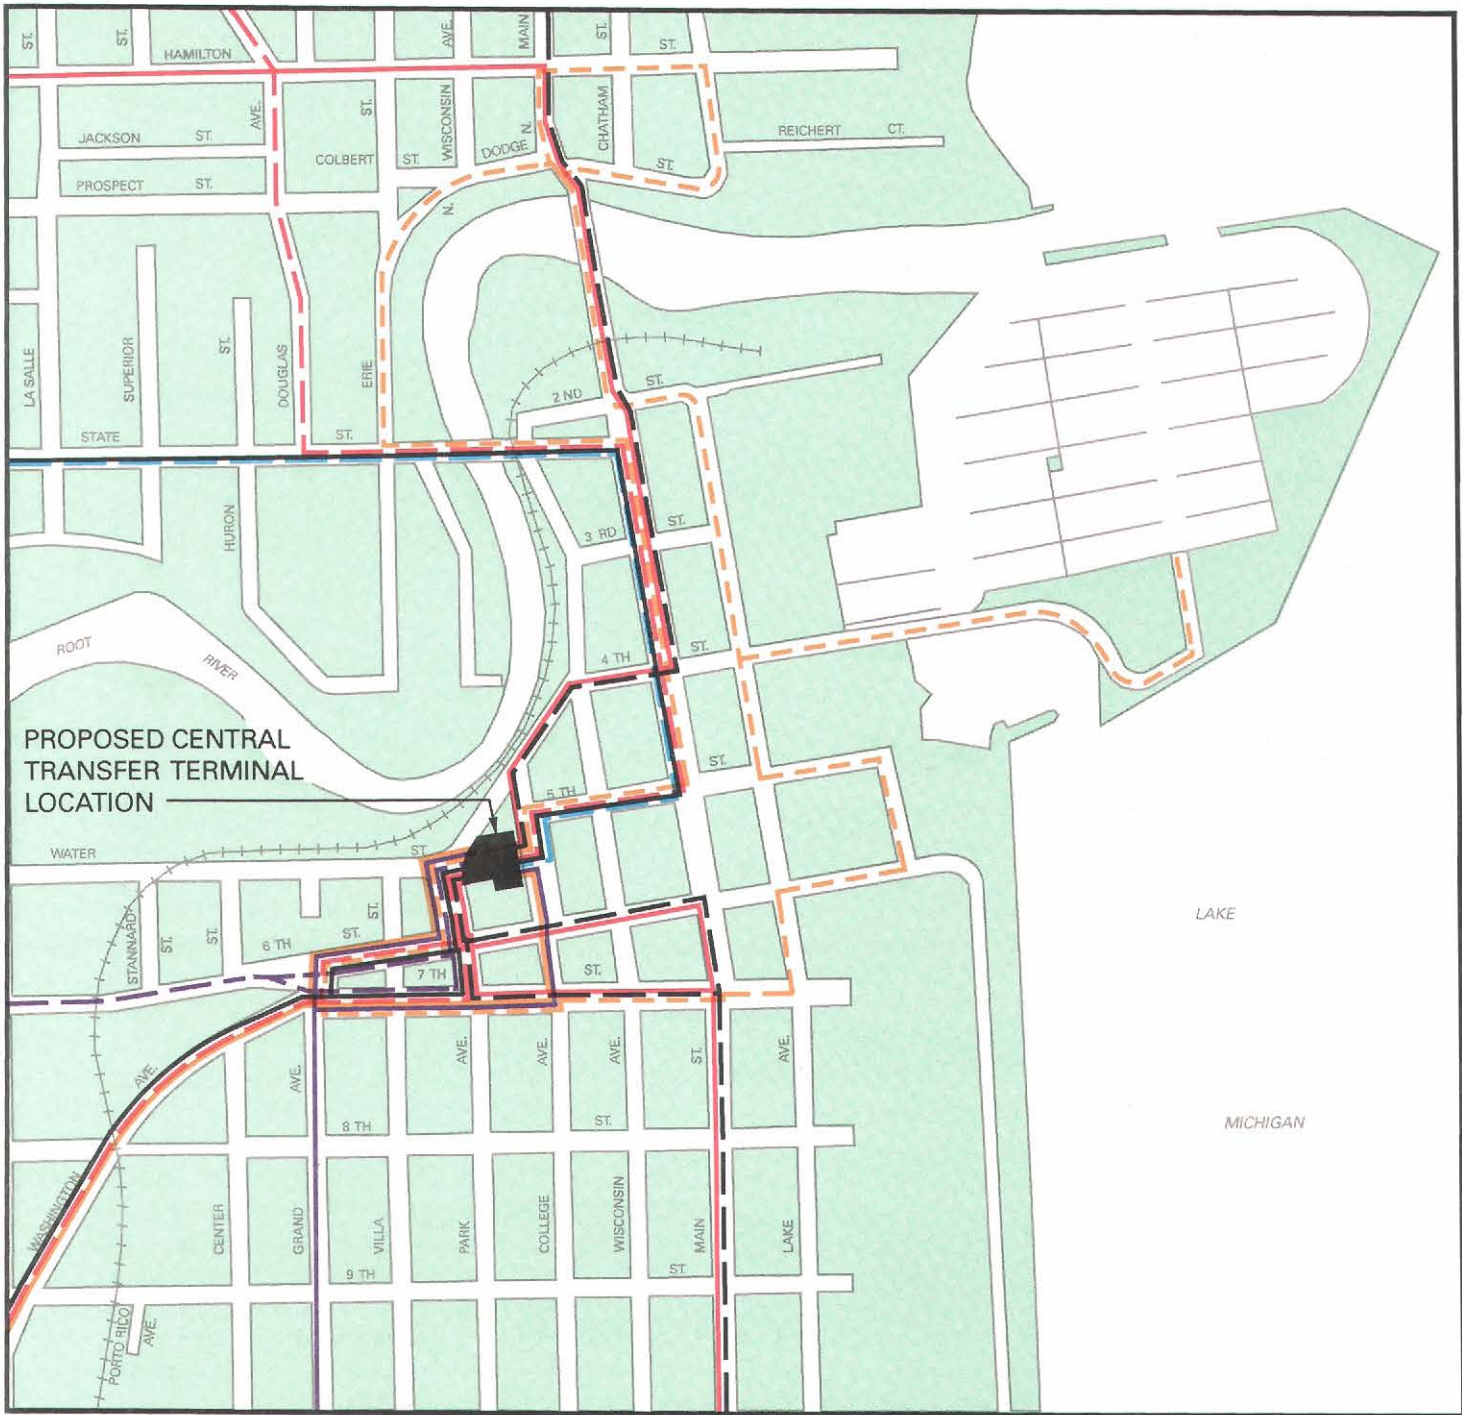 ST.
ST.
AVE.
MAIN
ST.
ST.
HAMILTON
AVE.
ST.
WISCONSIN
N.
CHATHAM
JACKSON ST.
COLBERT ST.
DODGE
ST.
REICHERT CT.
PROSPECT ST.
N.
LA SALLE
SUPERIOR
ST.
DOUGLAS
ERIE
2 ND
ST.
STATE
ST.
HURON
3 RD
ST.
ROOT
RIVER
4 TH
ST.
PROPOSED CENTRAL
TRANSFER TERMINAL
LOCATION
5 TH
ST.
WATER
ST.
STANNARD
ST.
ST.
ST.
6 TH
ST.
7 TH
ST.
LAKE
MICHIGAN
AVE.
AVE.
AVE.
AVE.
AVE.
ST.
AVE.
8 TH
ST.
WASHINGTON
CENTER
GRAND
VILLA
PARK
COLLEGE
WISCONSIN
MAIN
LAKE
9 TH
ST.
PORTO RICO
AVE.